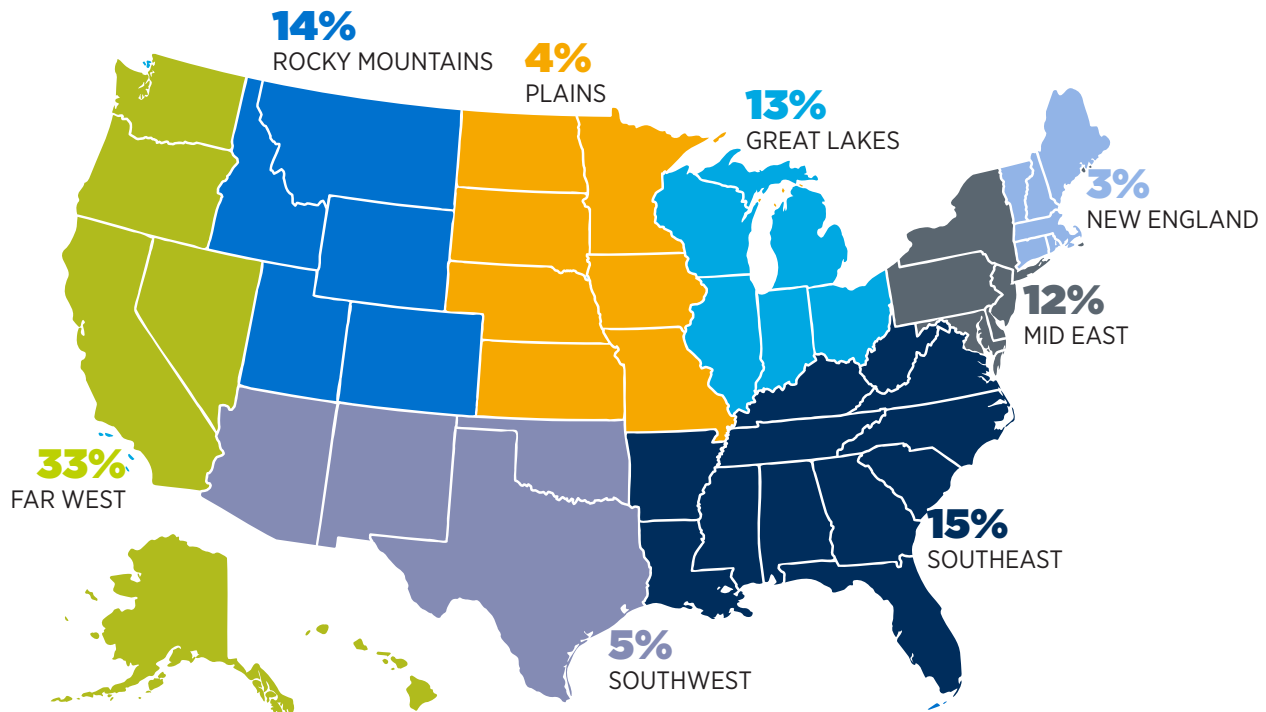 14%
ROCKY MOUNTAINS
4%
PLAINS
13%
GREAT LAKES
3%
NEW ENGLAND
12%
MID EAST
33%
FAR WEST
15%
SOUTHEAST
5%
SOUTHWEST